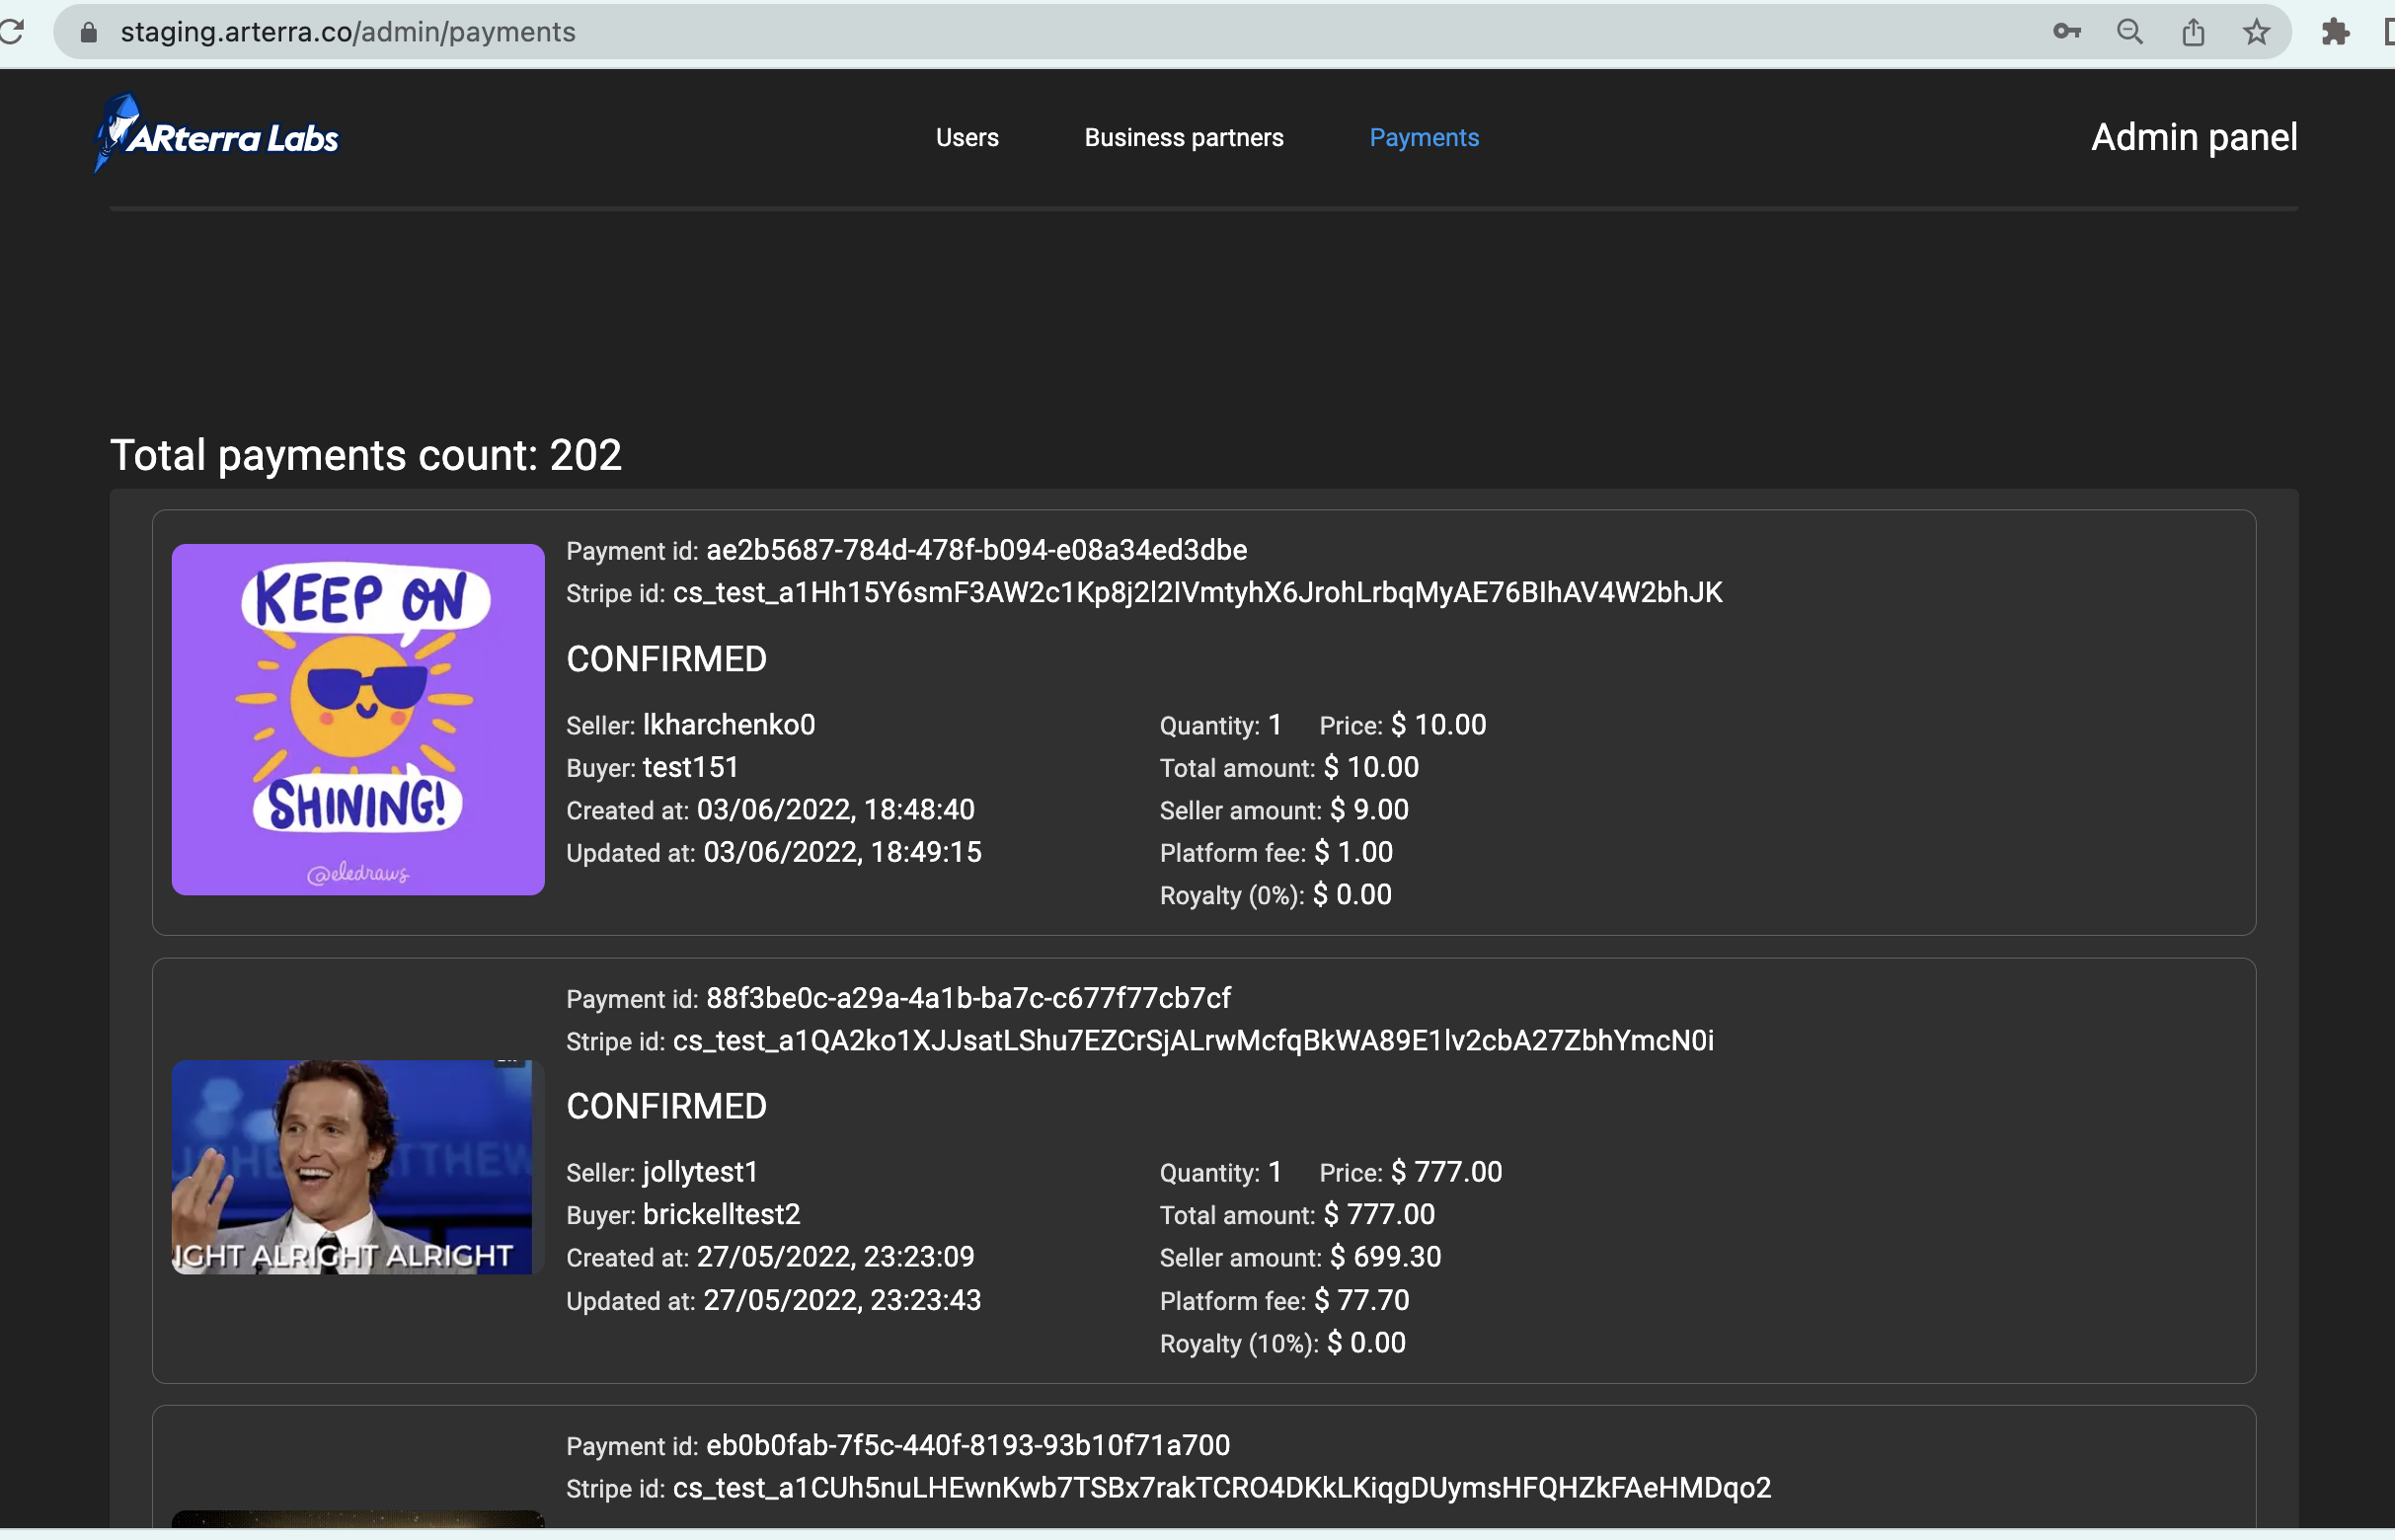 staging.arterra.co/admin/payments
ARterra Labs
Users
Business partners
Payments
Admin panel
Total payments count: 202
KEEP ON
SHINING!
@eledraws
Payment id: ae2b5687-784d-478f-b094-e08a34ed3dbe
Stripe id: cs_test_a1Hh15Y6smF3AW2c1Kp8j2l2IVmtyhX6JrohLrbqMyAE76BIhAV4W2bhJK
CONFIRMED
Seller: lkharchenko0
Buyer: test151
Created at: 03/06/2022, 18:48:40
Updated at: 03/06/2022, 18:49:15
Quantity: 1 Price: $ 10.00
Total amount: $ 10.00
Seller amount: $ 9.00
Platform fee: $ 1.00
Royalty (0%): $ 0.00
IGHT ALRIGHT ALRIGHT
Payment id: 88f3be0c-a29a-4a1b-ba7c-c677f77cb7cf
Stripe id: cs_test_a1QA2ko1XJJsatLShu7EZCrSjALrwMcfqBkWA89E1lv2cbA27ZbhYmcN0i
CONFIRMED
Seller: jollytest1
Buyer: brickelltest2
Created at: 27/05/2022, 23:23:09
Updated at: 27/05/2022, 23:23:43
Quantity: 1 Price: $ 777.00
Total amount: $ 777.00
Seller amount: $ 699.30
Platform fee: $ 77.70
Royalty (10%): $ 0.00
Payment id: eb0b0fab-7f5c-440f-8193-93b10f71a700
Stripe id: cs_test_a1CUh5nuLHEwnKwb7TSBx7rakTCRO4DKkLKiqgDUymsHFQHZkFAeHMDqo2